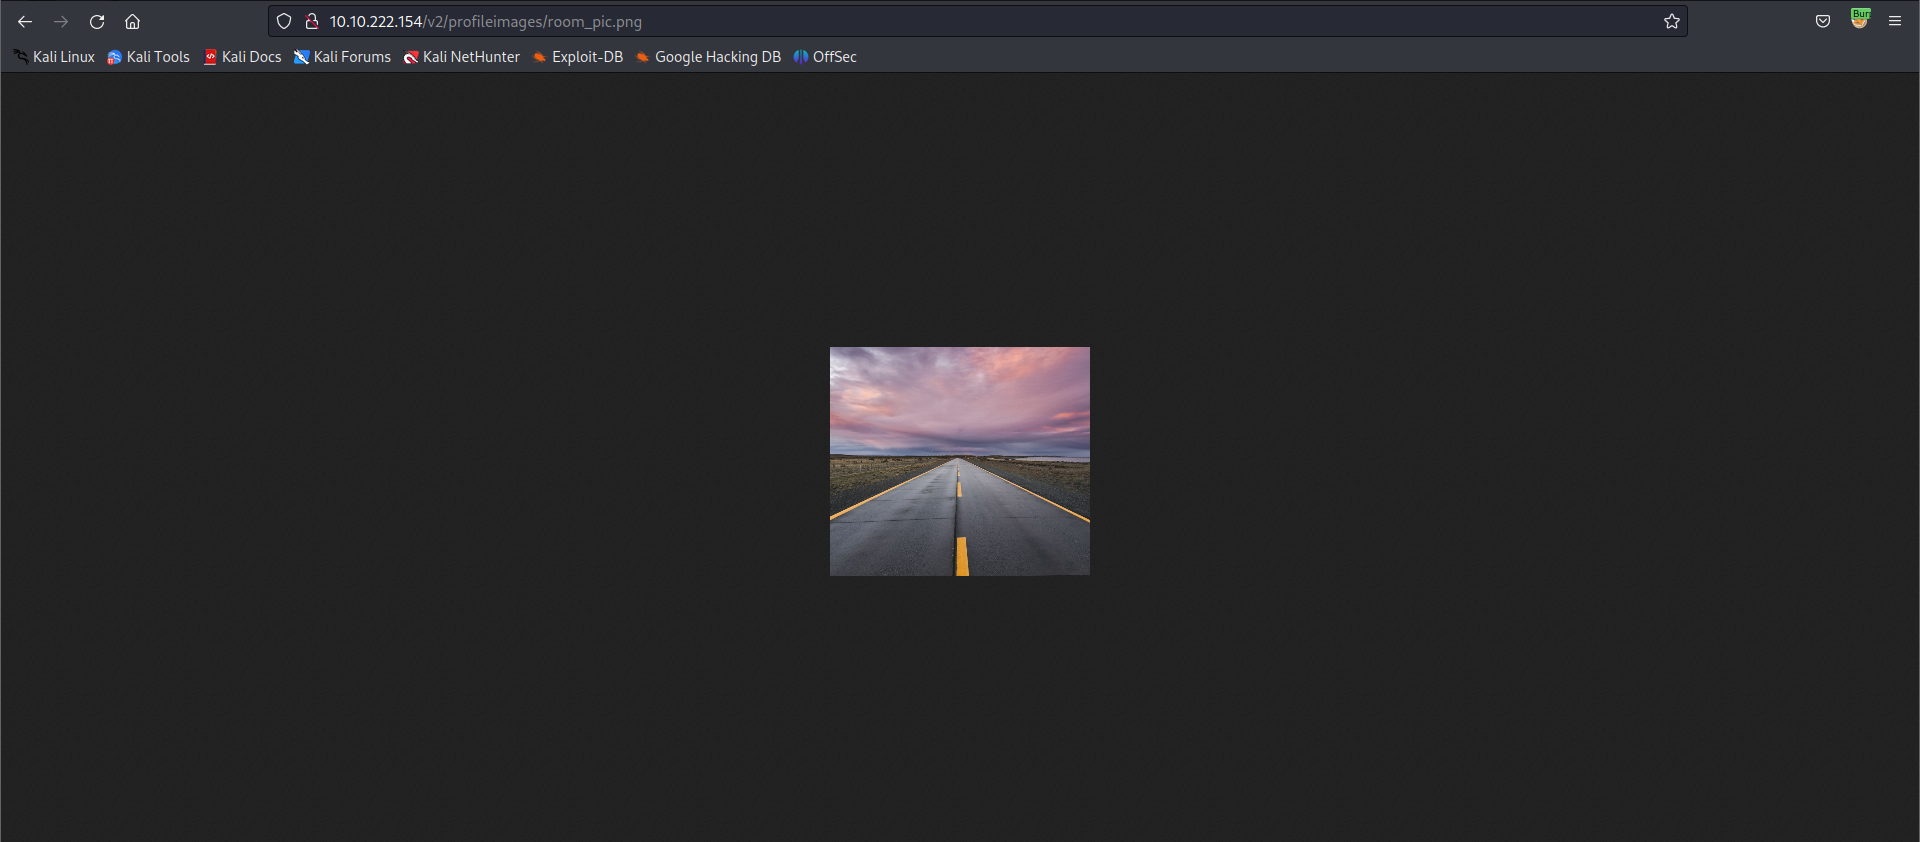 10.10.222.154/v2/profileimages/room_pic.png
Bur
Kali Linux Kali Tools Kali Docs Kali Forums Kali NetHunter Exploit-DB Google Hacking DB OffSec